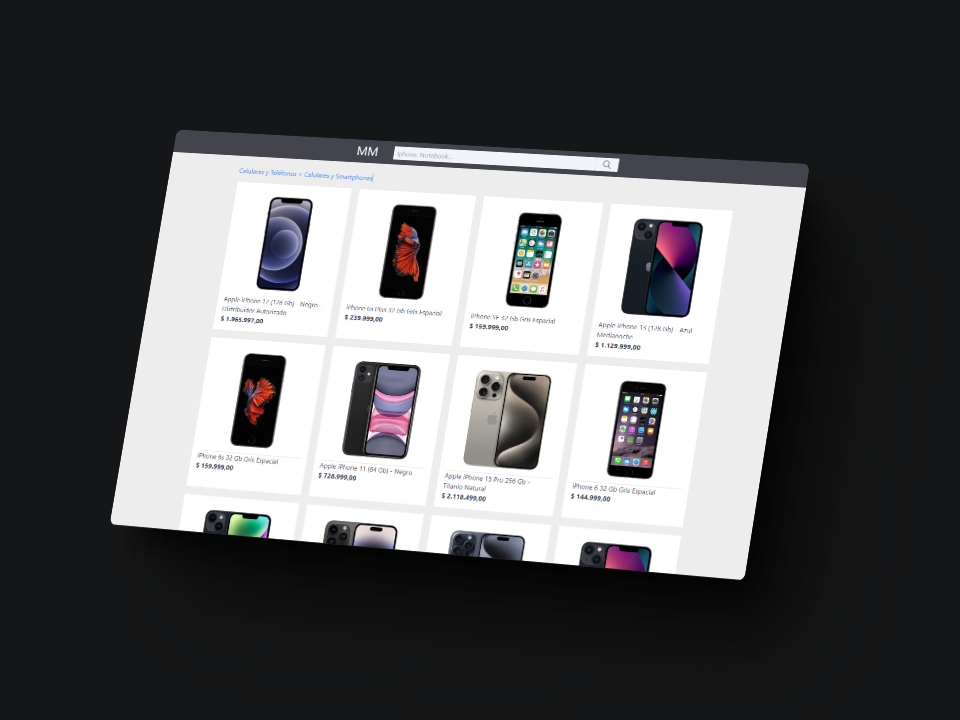 MM
Iphone, Notebook...
Celulares y Teléfonos > Celulares y Smartphones
Apple iPhone 12 (128 Gb) - Negro -
Distribuidor Autorizado
$ 1.965.997,00
iPhone 6s Plus 32 Gb Gris Espacial
$ 239.999,00
iPhone SE 32 Gb Gris Espacial
$ 159.999,00
Apple iPhone 13 (128 Gb) - Azul
Medianoche
$ 1.129.999,00
iPhone 6s 32 Gb Gris Espacial
$ 159.999,00
Apple iPhone 11 (64 Gb) - Negro
$ 728.999,00
Apple iPhone 15 Pro 256 Gb -
Titanio Natural
$ 2.118.499,00
iPhone 6 32 Gb Gris Espacial
$ 144.999,00